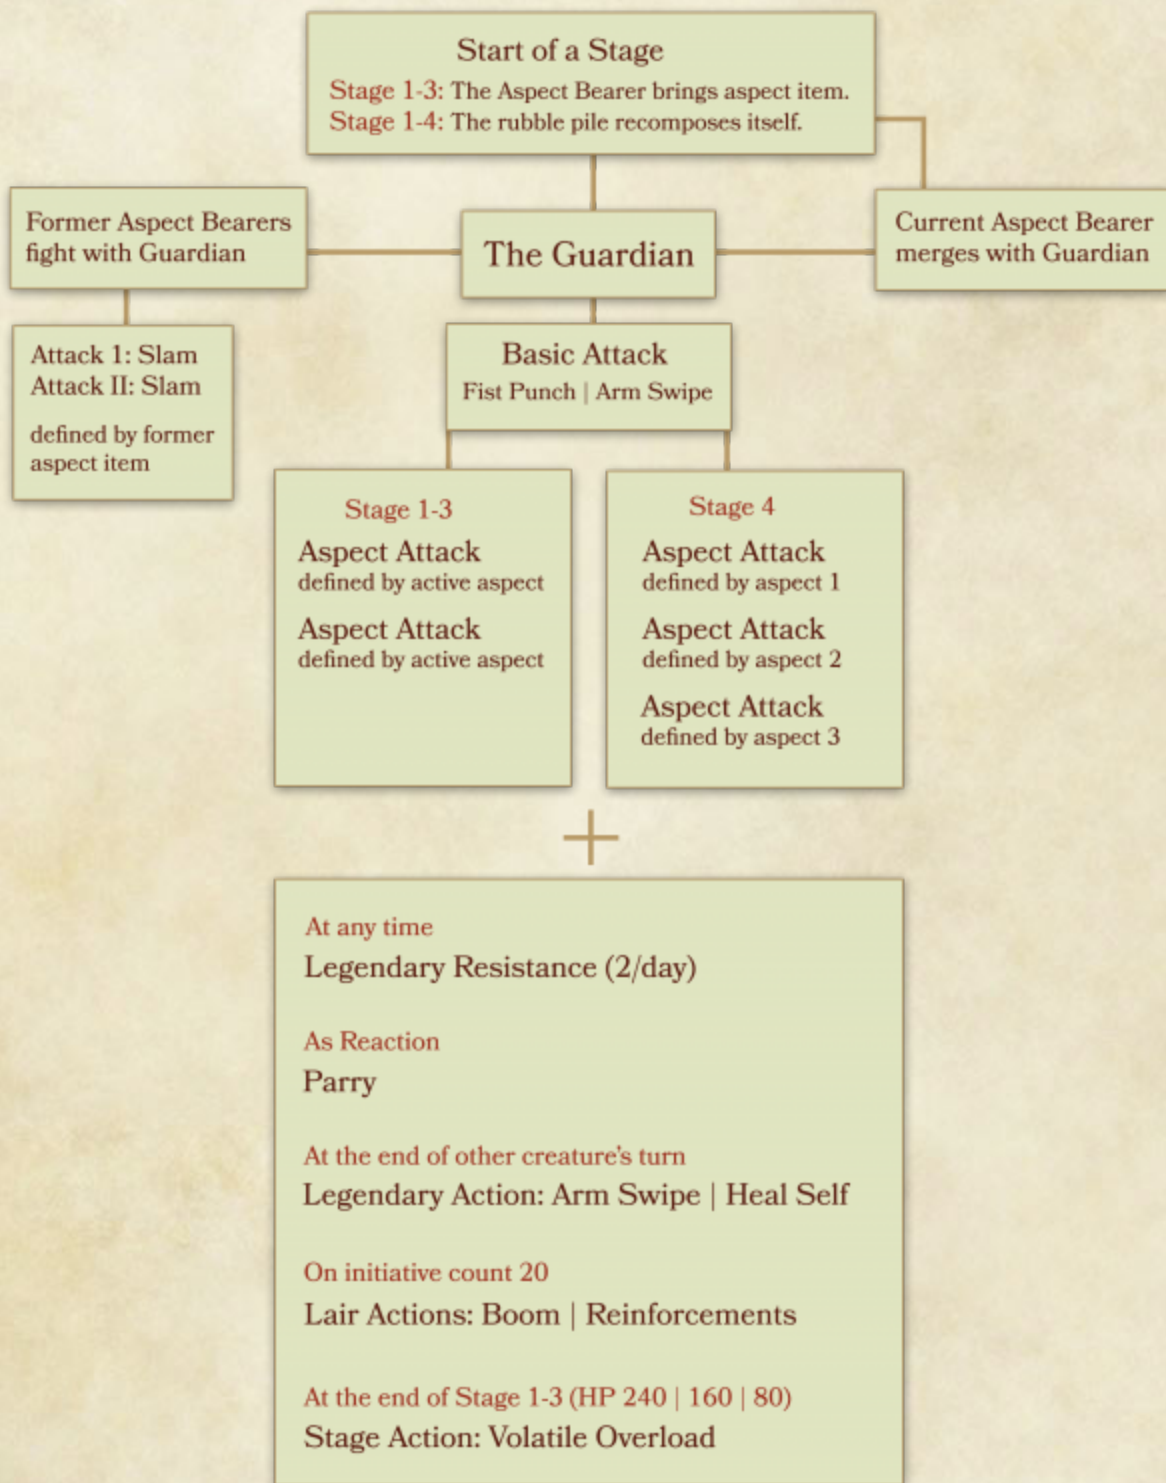 Start of a Stage
Stage 1-3: The Aspect Bearer brings aspect item.
Stage 1-4: The rubble pile recomposes itself.
Former Aspect Bearers
fight with Guardian
The Guardian
Current Aspect Bearer
merges with Guardian
Attack 1: Slam
Attack II: Slam
defined by former
aspect item
Basic Attack
Fist Punch | Arm Swipe
Stage 1-3
Aspect Attack
defined by active aspect
Aspect Attack
defined by active aspect
Stage 4
Aspect Attack
defined by aspect 1
Aspect Attack
defined by aspect 2
Aspect Attack
defined by aspect 3
+
At any time
Legendary Resistance (2/day)
As Reaction
Parry
At the end of other creature's turn
Legendary Action: Arm Swipe | Heal Self
On initiative count 20
Lair Actions: Boom | Reinforcements
At the end of Stage 1-3 (HP 240 | 160 | 80)
Stage Action: Volatile Overload